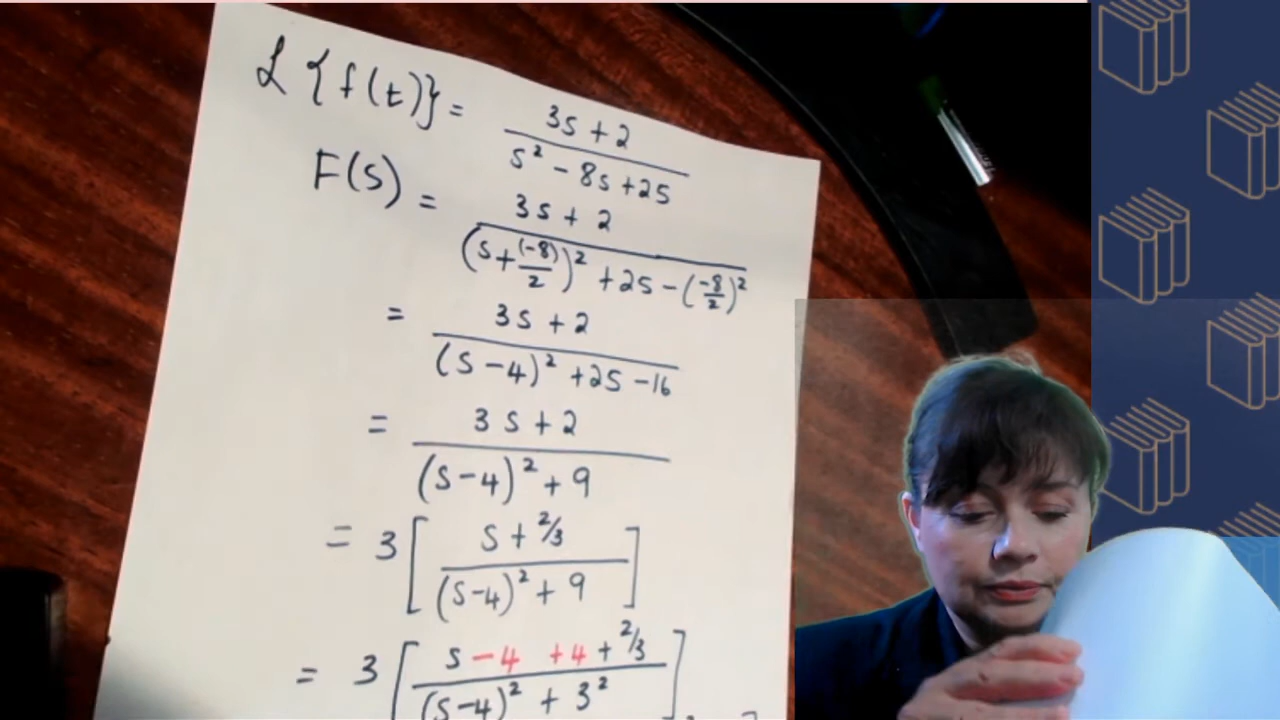 ℒ {f(t)} = (3s + 2)/(s² - 8s + 25)
F(s) = (3s + 2)/((s + (-8)/2)² + 25 - (-8/2)²)
= (3s + 2)/((s - 4)² + 25 - 16)
= (3s + 2)/((s - 4)² + 9)
= 3 [(s + 2/3)/((s - 4)² + 9)]
= 3 [(s - 4 + 4 + 2/3)/((s - 4)² + 3²)]